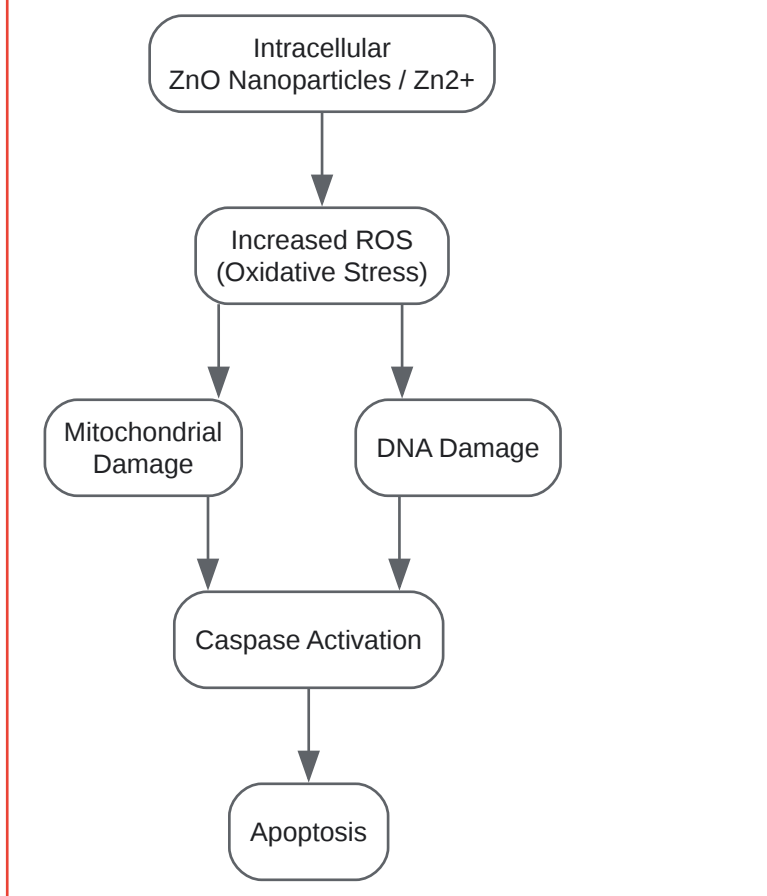 Intracellular
ZnO Nanoparticles / Zn2+
Increased ROS
(Oxidative Stress)
Mitochondrial
Damage
DNA Damage
Caspase Activation
Apoptosis